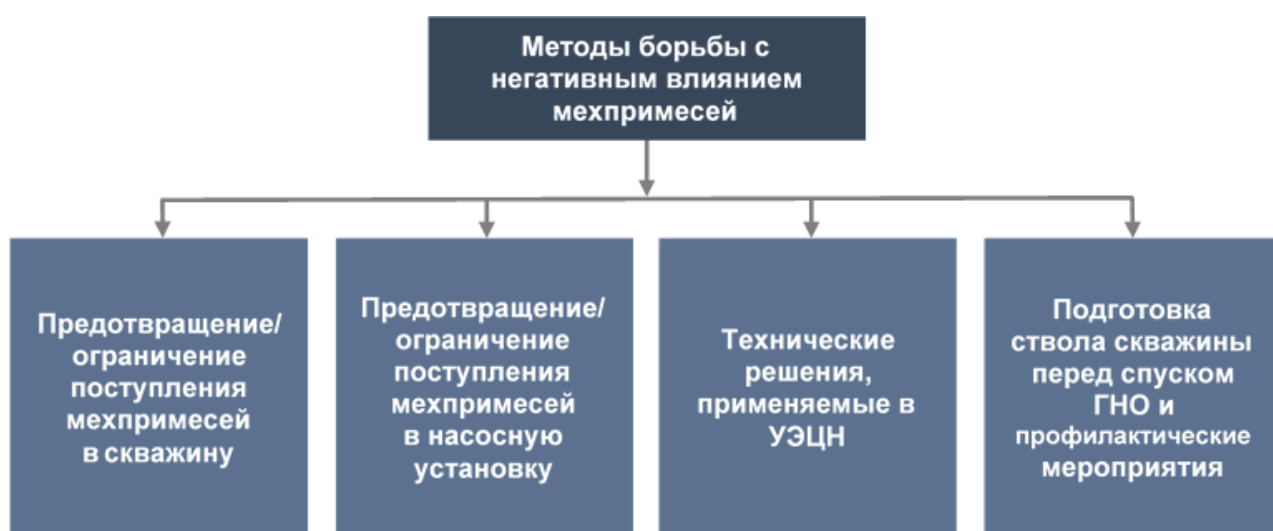 Методы борьбы с
негативным влиянием
мехпримесей
Предотвращение/
ограничение
поступления
мехпримесей
в скважину
Предотвращение/
ограничение
поступления
мехпримесей
в насосную
установку
Технические
решения,
применяемые в
УЭЦН
Подготовка
ствола скважины
перед спуском
ГНО и
профилактические
мероприятия